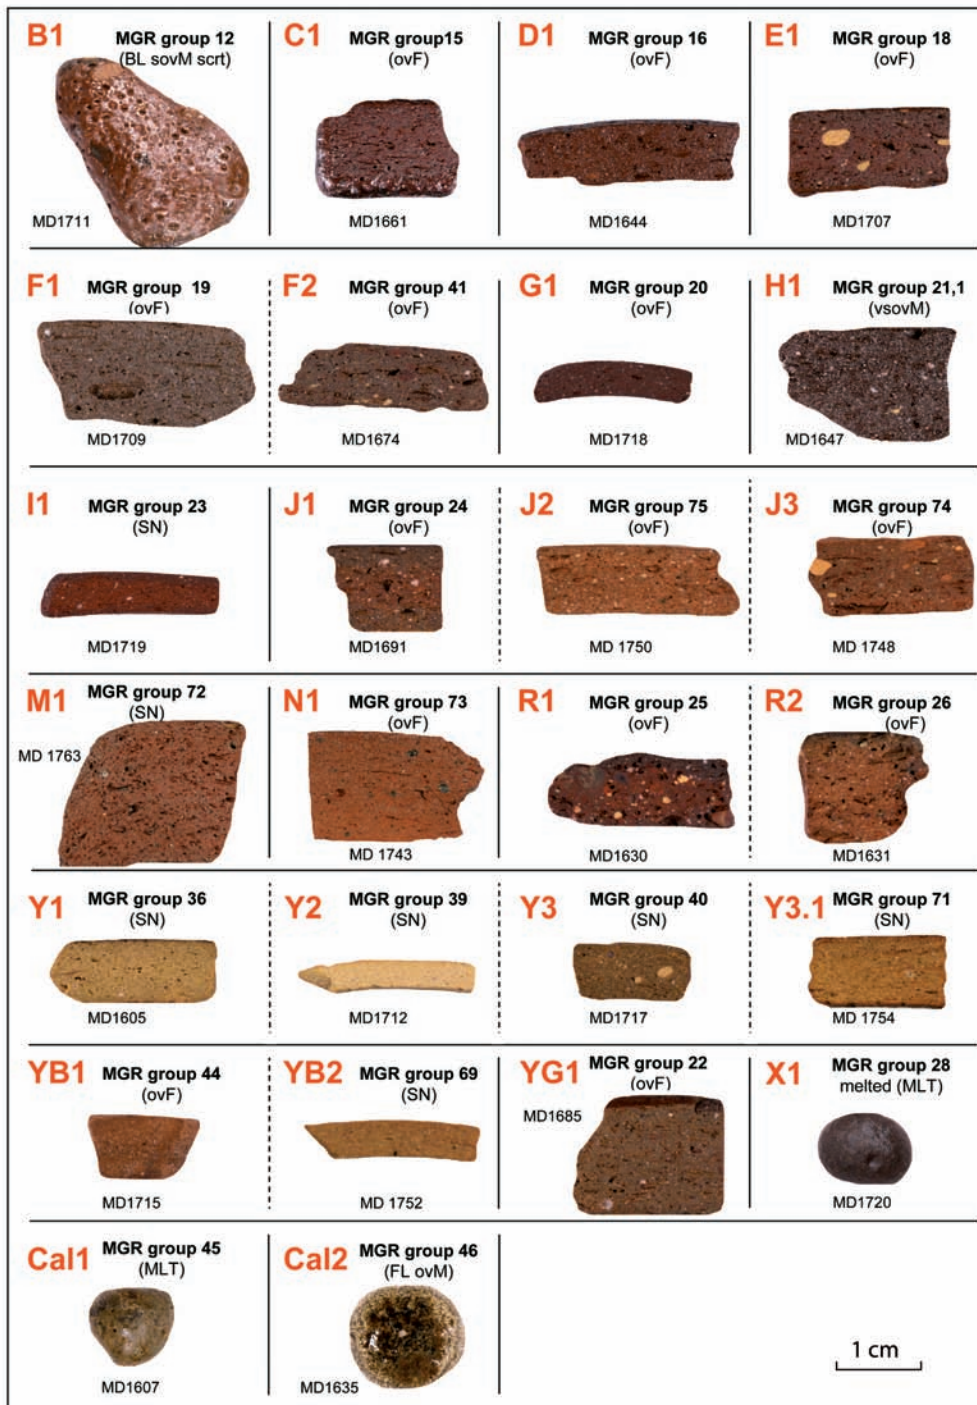 B1
MGR group 12
(BL sovM scrt)
MD1711
C1
MGR group15
(ovF)
MD1661
D1
MGR group 16
(ovF)
MD1644
E1
MGR group 18
(ovF)
MD1707
F1
MGR group 19
(ovF)
MD1709
F2
MGR group 41
(ovF)
MD1674
G1
MGR group 20
(ovF)
MD1718
H1
MGR group 21,1
(vsovM)
MD1647
I1
MGR group 23
(SN)
MD1719
J1
MGR group 24
(ovF)
MD1691
J2
MGR group 75
(ovF)
MD 1750
J3
MGR group 74
(ovF)
MD 1748
M1
MGR group 72
(SN)
MD 1763
N1
MGR group 73
(ovF)
MD 1743
R1
MGR group 25
(ovF)
MD1630
R2
MGR group 26
(ovF)
MD1631
Y1
MGR group 36
(SN)
MD1605
Y2
MGR group 39
(SN)
MD1712
Y3
MGR group 40
(SN)
MD1717
Y3.1
MGR group 71
(SN)
MD 1754
YB1
MGR group 44
(ovF)
MD1715
YB2
MGR group 69
(SN)
MD 1752
YG1
MGR group 22
(ovF)
MD1685
X1
MGR group 28
melted (MLT)
MD1720
Cal1
MGR group 45
(MLT)
MD1607
Cal2
MGR group 46
(FL ovM)
MD1635
1 cm